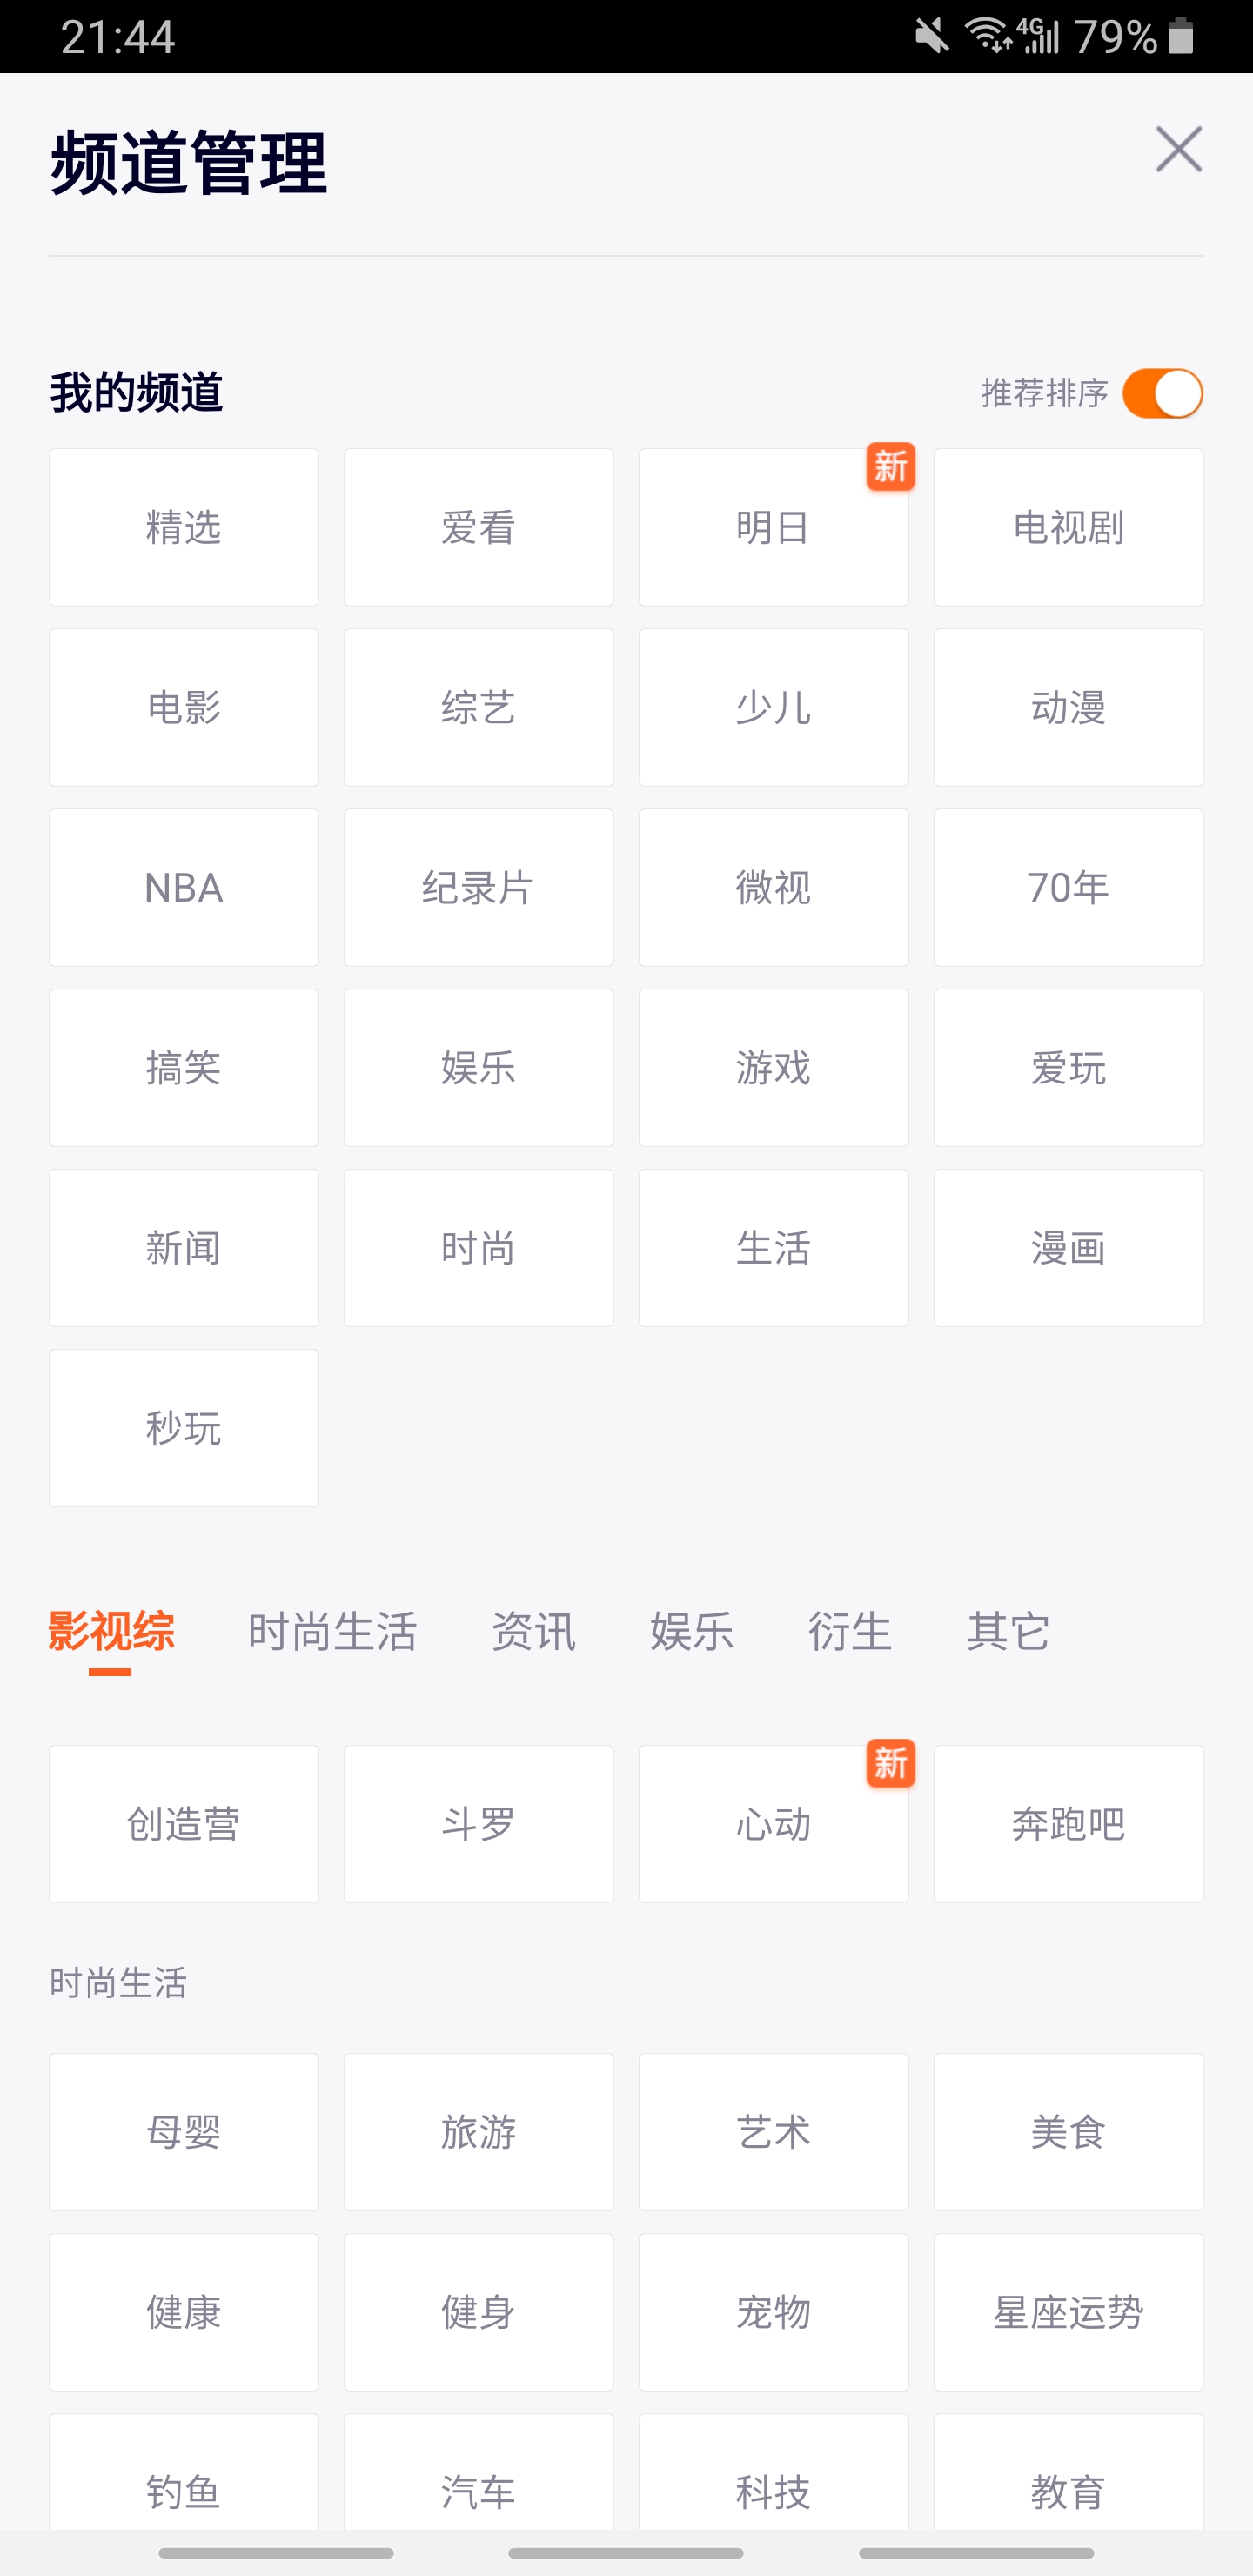 21:44 4G 79%
频道管理
我的频道 推荐排序
精选 爱看 明日 新 电视剧
电影 综艺 少儿 动漫
NBA 纪录片 微视 70年
搞笑 娱乐 游戏 爱玩
新闻 时尚 生活 漫画
秒玩
影视综 时尚生活 资讯 娱乐 衍生 其它
创造营 斗罗 心动 新 奔跑吧
时尚生活
母婴 旅游 艺术 美食
健康 健身 宠物 星座运势
钓鱼 汽车 科技 教育